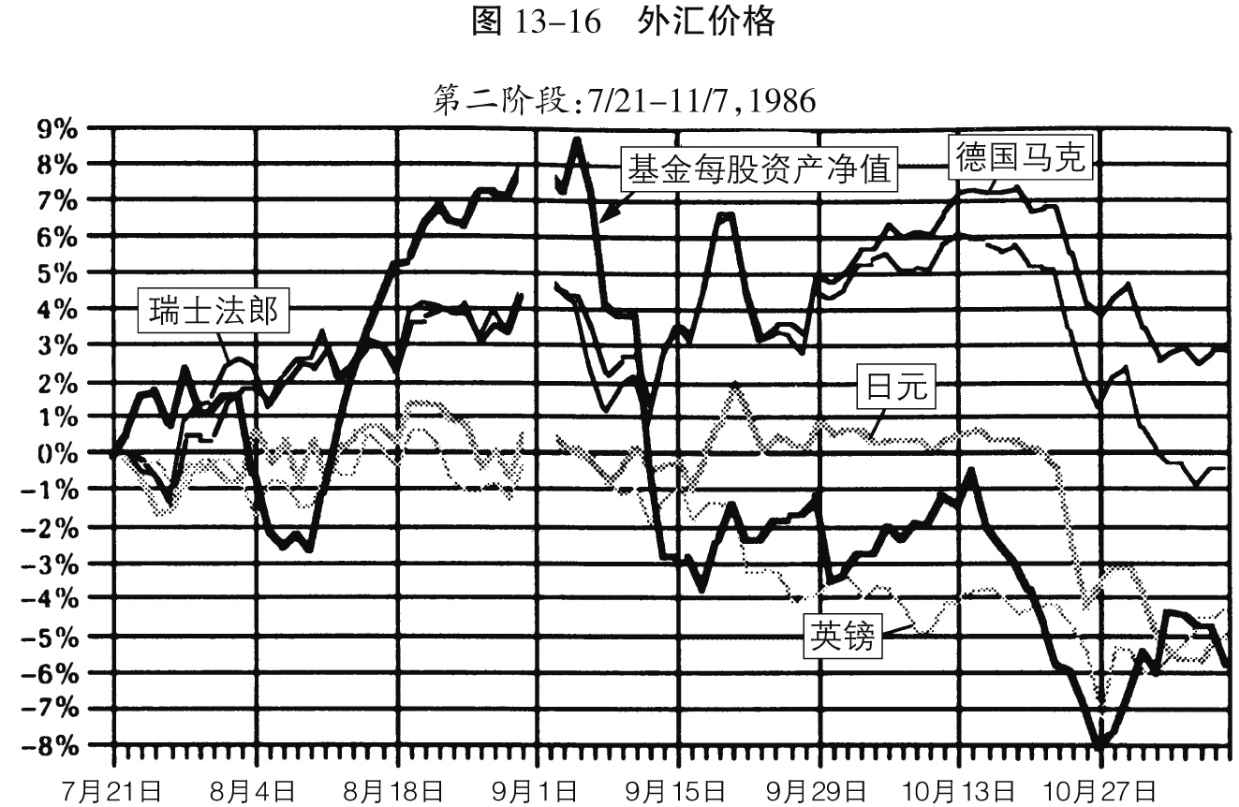 图 13–16 外汇价格
第二阶段:7/21–11/7,1986
9%
8%
7%
6%
5%
4%
3%
2%
1%
0%
-1%
-2%
-3%
-4%
-5%
-6%
-7%
-8%
基金每股资产净值
德国马克
瑞士法郎
日元
英镑
7月21日 8月4日 8月18日 9月1日 9月15日 9月29日 10月13日 10月27日